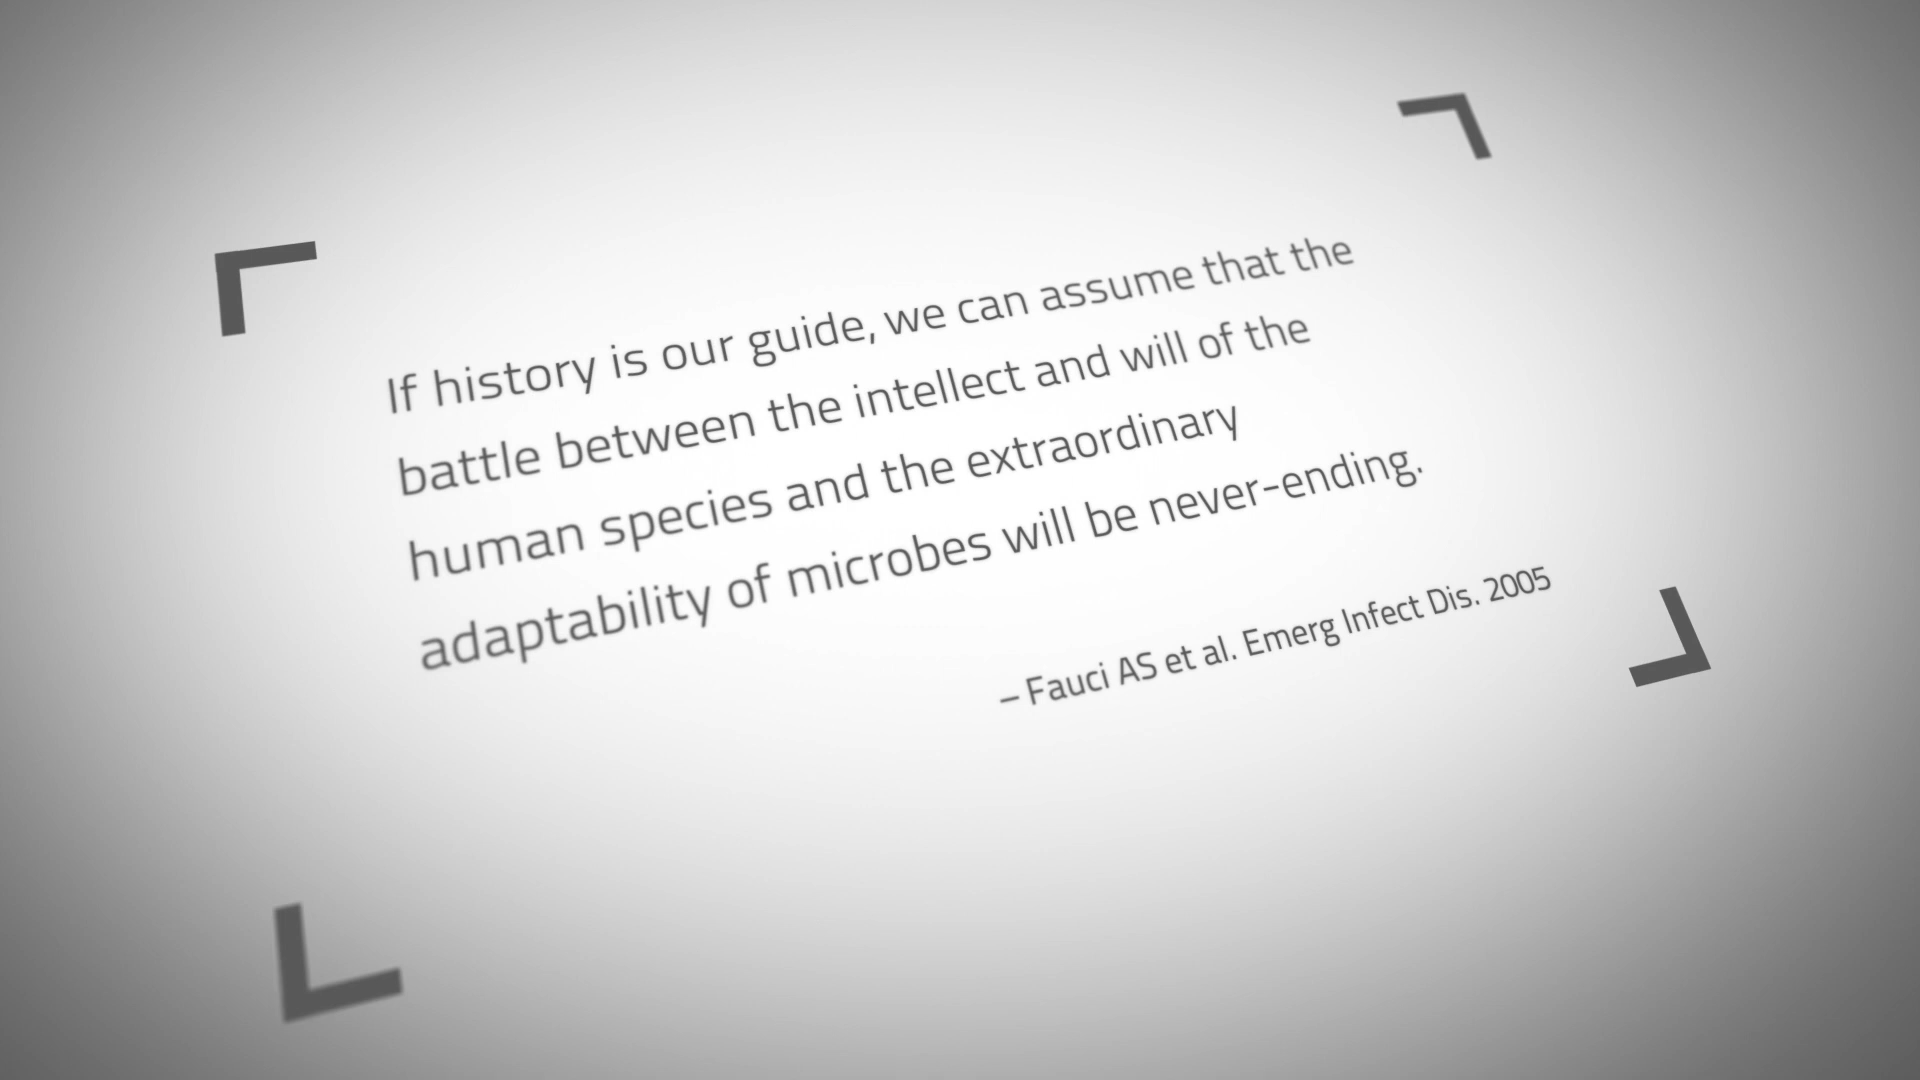 If history is our guide, we can assume that the
battle between the intellect and will of the
human species and the extraordinary
adaptability of microbes will be never-ending.
– Fauci AS et al. Emerg Infect Dis. 2005